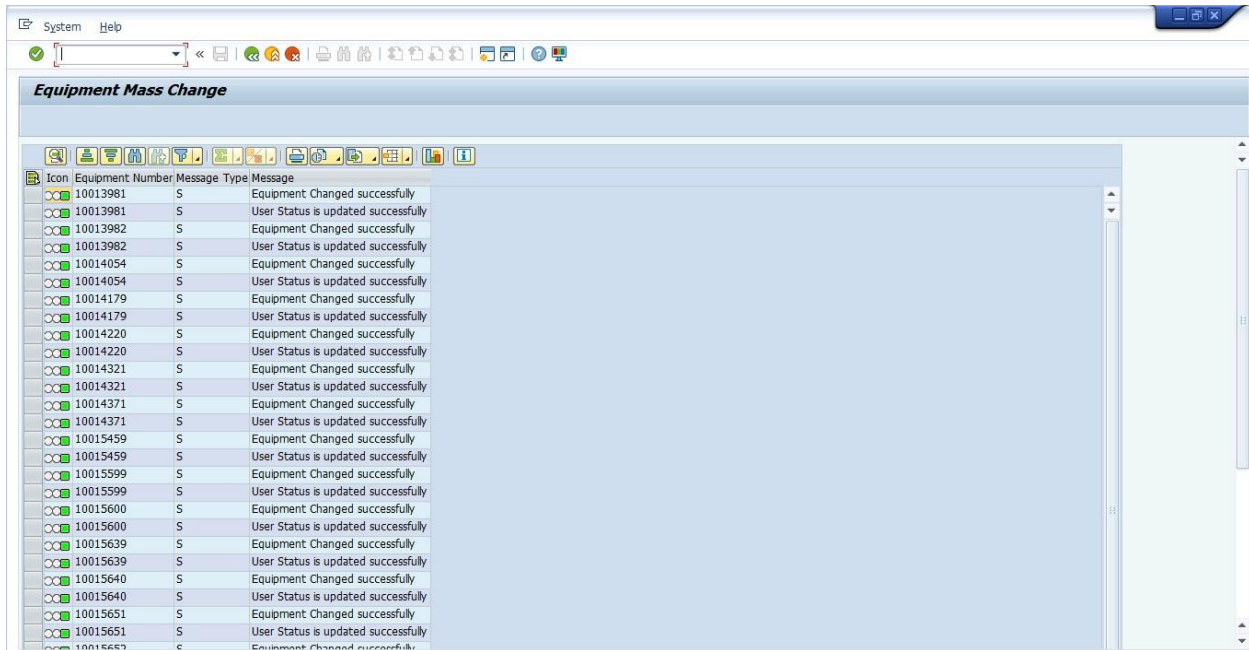 System Help
Equipment Mass Change
Icon Equipment Number Message Type Message
10013981 S Equipment Changed successfully
10013981 S User Status is updated successfully
10013982 S Equipment Changed successfully
10013982 S User Status is updated successfully
10014054 S Equipment Changed successfully
10014054 S User Status is updated successfully
10014179 S Equipment Changed successfully
10014179 S User Status is updated successfully
10014220 S Equipment Changed successfully
10014220 S User Status is updated successfully
10014321 S Equipment Changed successfully
10014321 S User Status is updated successfully
10014371 S Equipment Changed successfully
10014371 S User Status is updated successfully
10015459 S Equipment Changed successfully
10015459 S User Status is updated successfully
10015599 S Equipment Changed successfully
10015599 S User Status is updated successfully
10015600 S Equipment Changed successfully
10015600 S User Status is updated successfully
10015639 S Equipment Changed successfully
10015639 S User Status is updated successfully
10015640 S Equipment Changed successfully
10015640 S User Status is updated successfully
10015651 S Equipment Changed successfully
10015651 S User Status is updated successfully
10015652 S Equipment Changed successfully